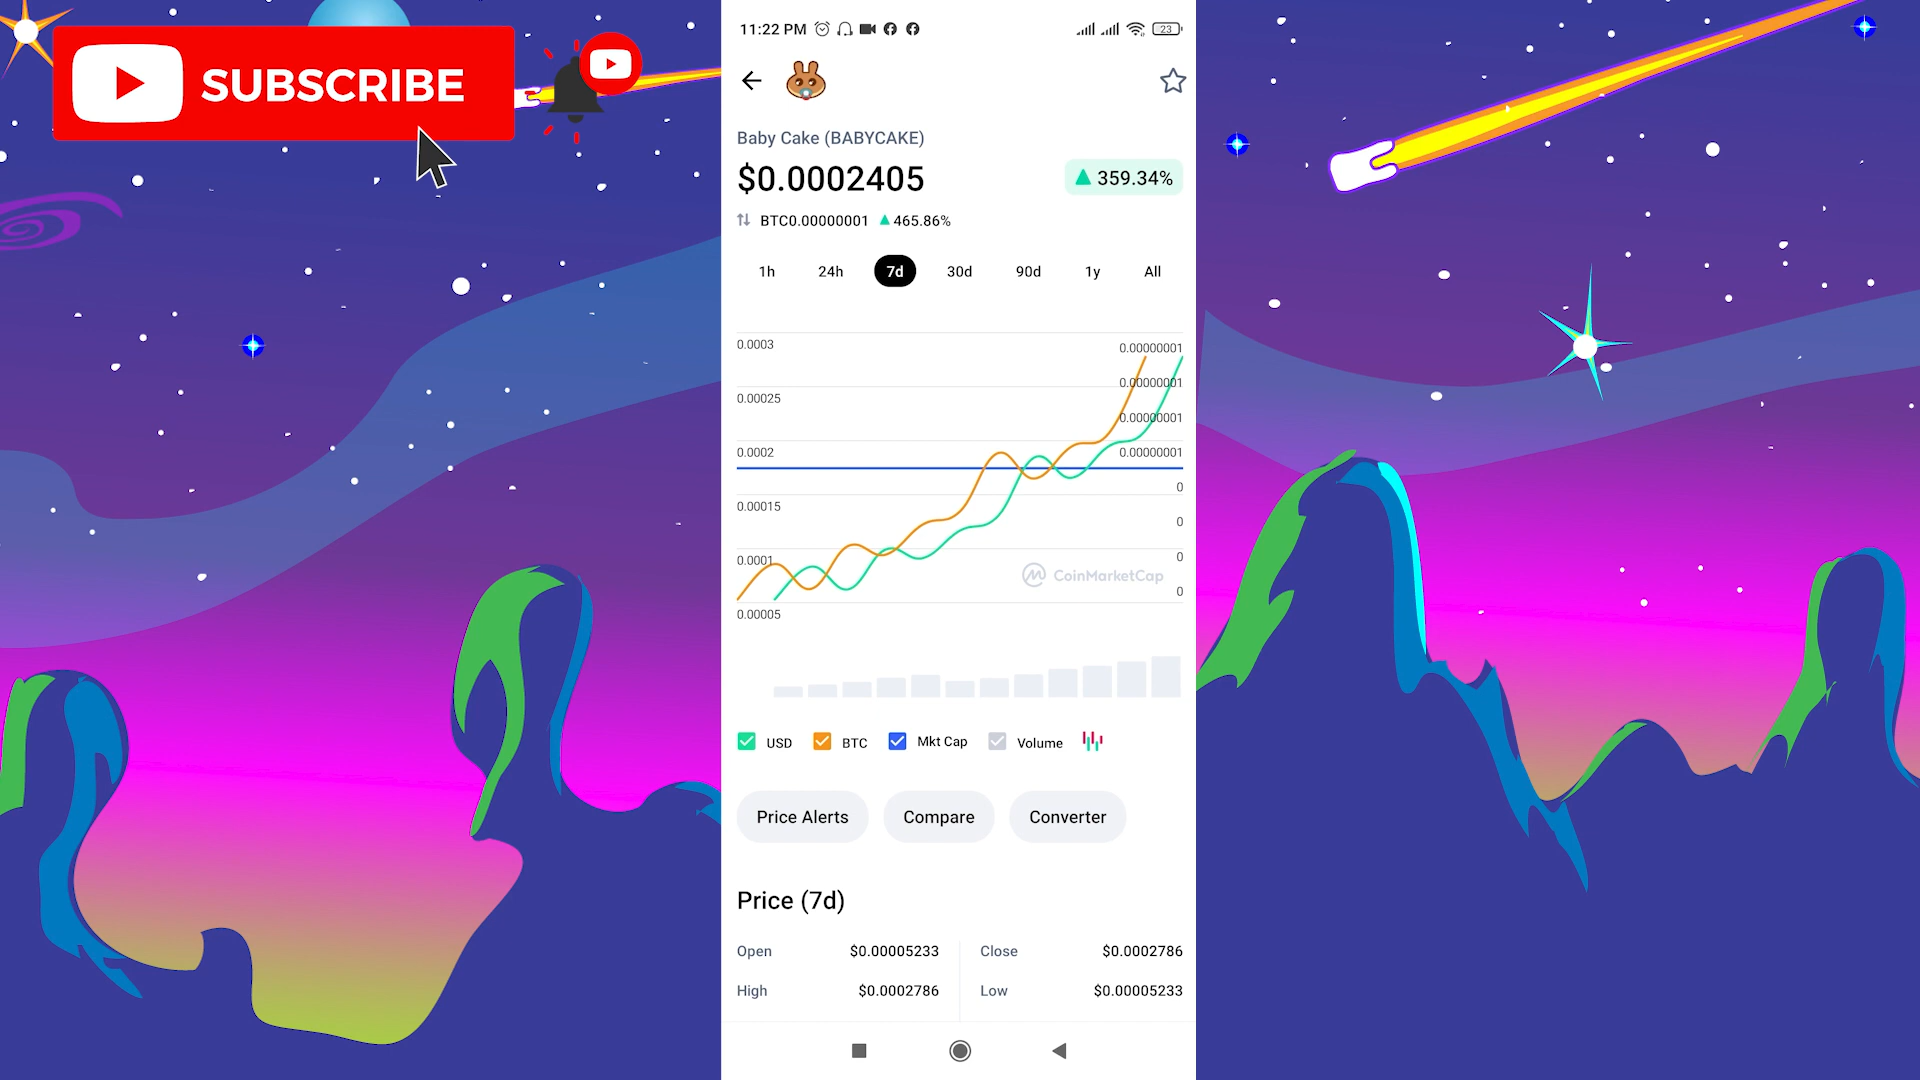 SUBSCRIBE
11:22 PM
23
Baby Cake (BABYCAKE)
$0.0002405
359.34%
BTC0.00000001 465.86%
1h 24h 7d 30d 90d 1y All
0.0003
0.00000001
0.00000001
0.00025
0.00000001
0.0002
0.00000001
0
0.00015
0
0.0001
0
CoinMarketCap
0
0.00005
USD BTC Mkt Cap Volume
Price Alerts Compare Converter
Price (7d)
Open $0.00005233 Close $0.0002786
High $0.0002786 Low $0.00005233